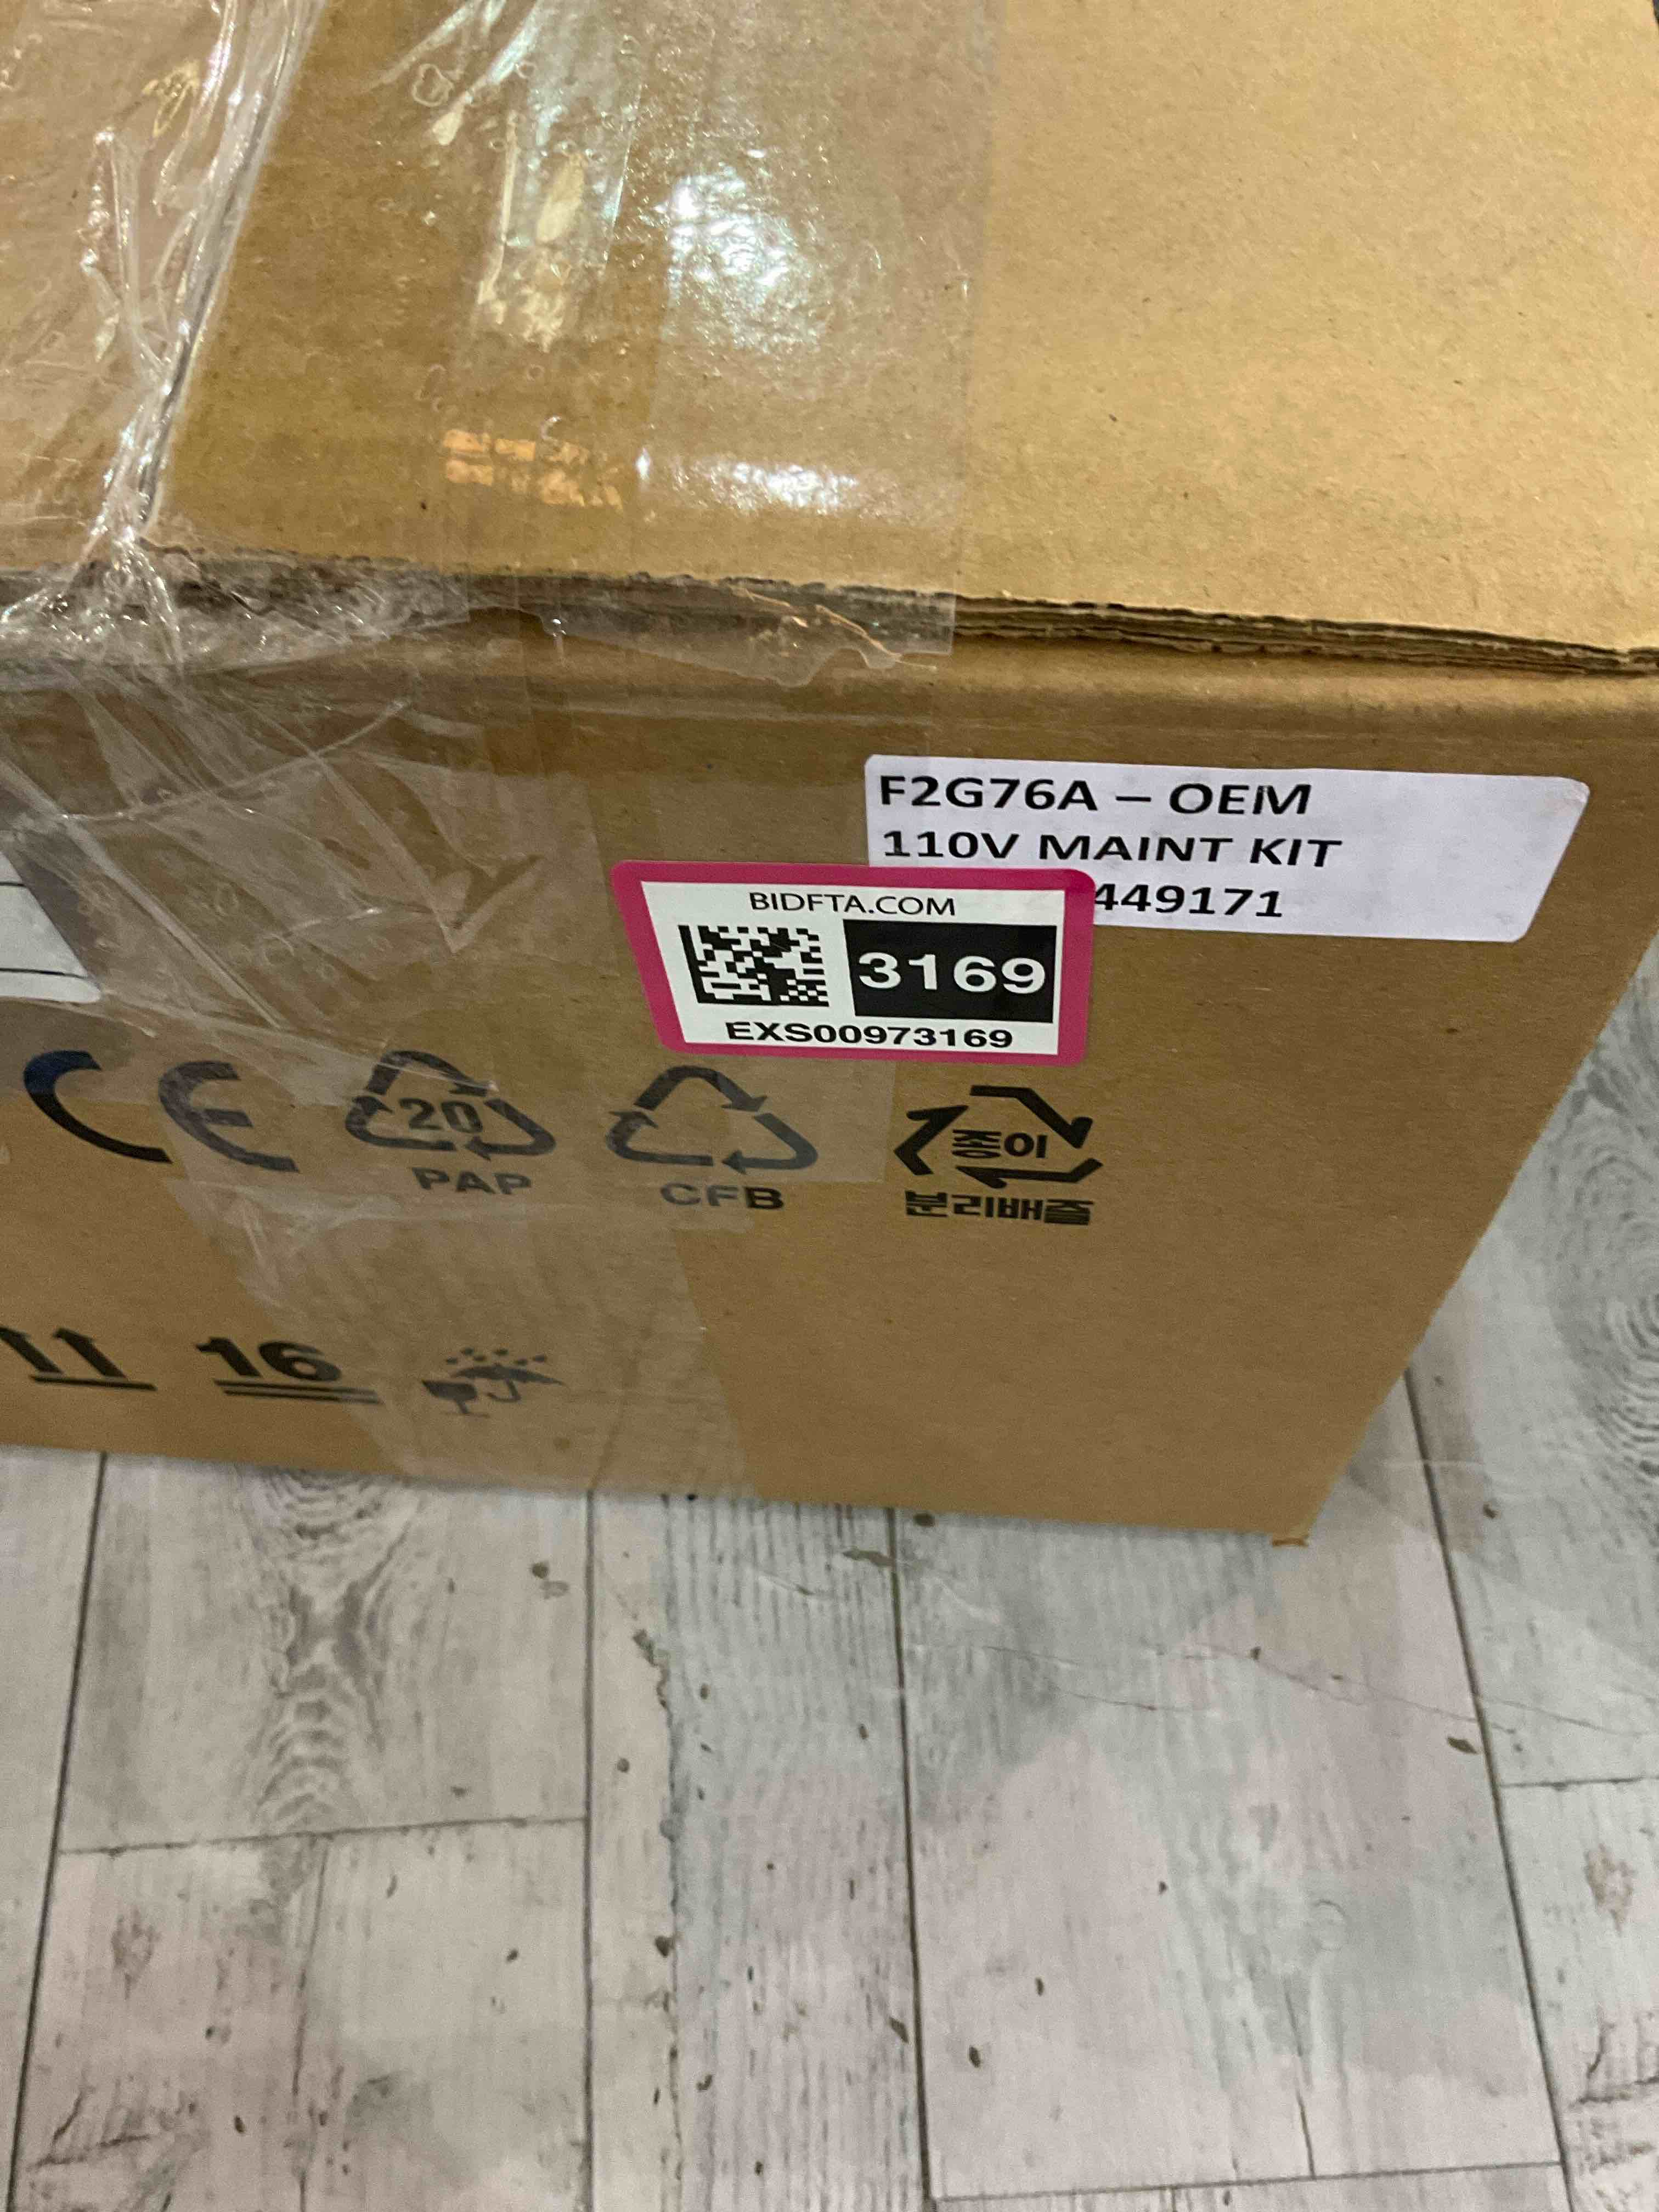 F2G76A – OEM
110V MAINT KIT
449171
BIDFTA.COM
3169
EXS00973169
CE
20
PAP
CFB
종이
분리배출
16